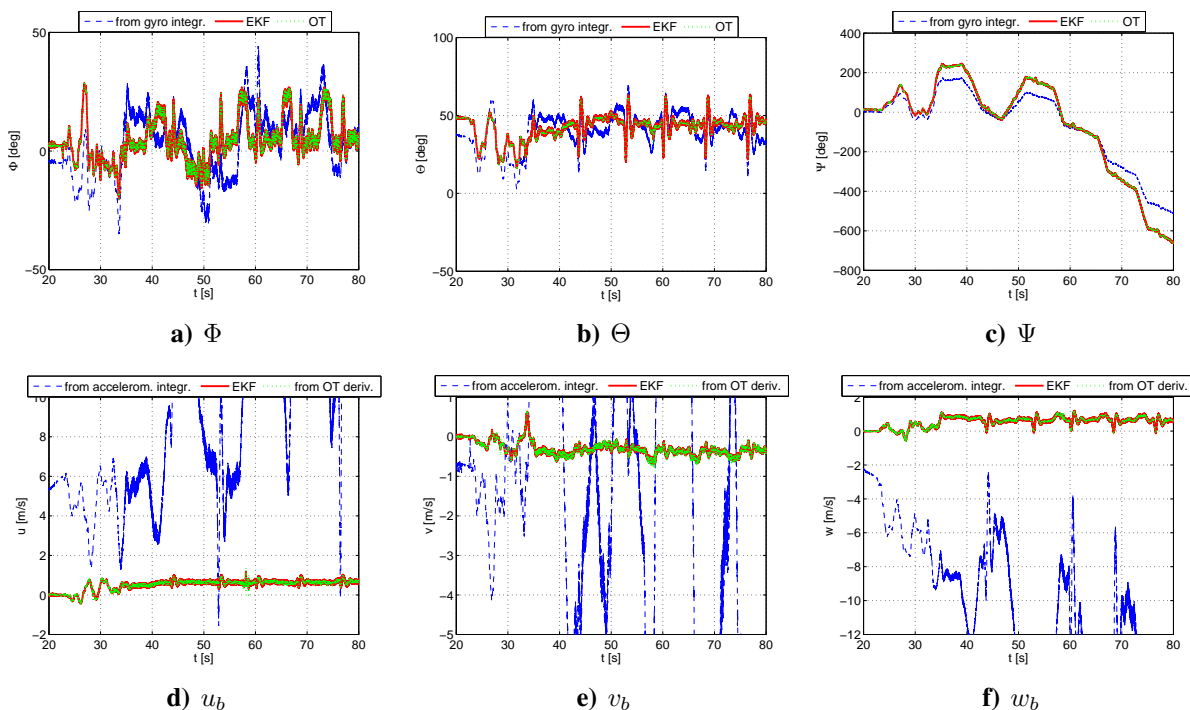 from gyro integr. EKF OT
50
0
−50
Φ [deg]
20 30 40 50 60 70 80
t [s]
a) Φ
from gyro integr. EKF OT
100
50
0
−50
Θ [deg]
20 30 40 50 60 70 80
t [s]
b) Θ
from gyro integr. EKF OT
400
200
0
−200
−400
−600
−800
Ψ [deg]
20 30 40 50 60 70 80
t [s]
c) Ψ
from accelerom. integr. EKF from OT deriv.
10
8
6
4
2
0
−2
u [m/s]
20 30 40 50 60 70 80
t [s]
d) u_b
from accelerom. integr. EKF from OT deriv.
1
0
−1
−2
−3
−4
−5
v [m/s]
20 30 40 50 60 70 80
t [s]
e) v_b
from accelerom. integr. EKF from OT deriv.
2
0
−2
−4
−6
−8
−10
−12
w [m/s]
20 30 40 50 60 70 80
t [s]
f) w_b